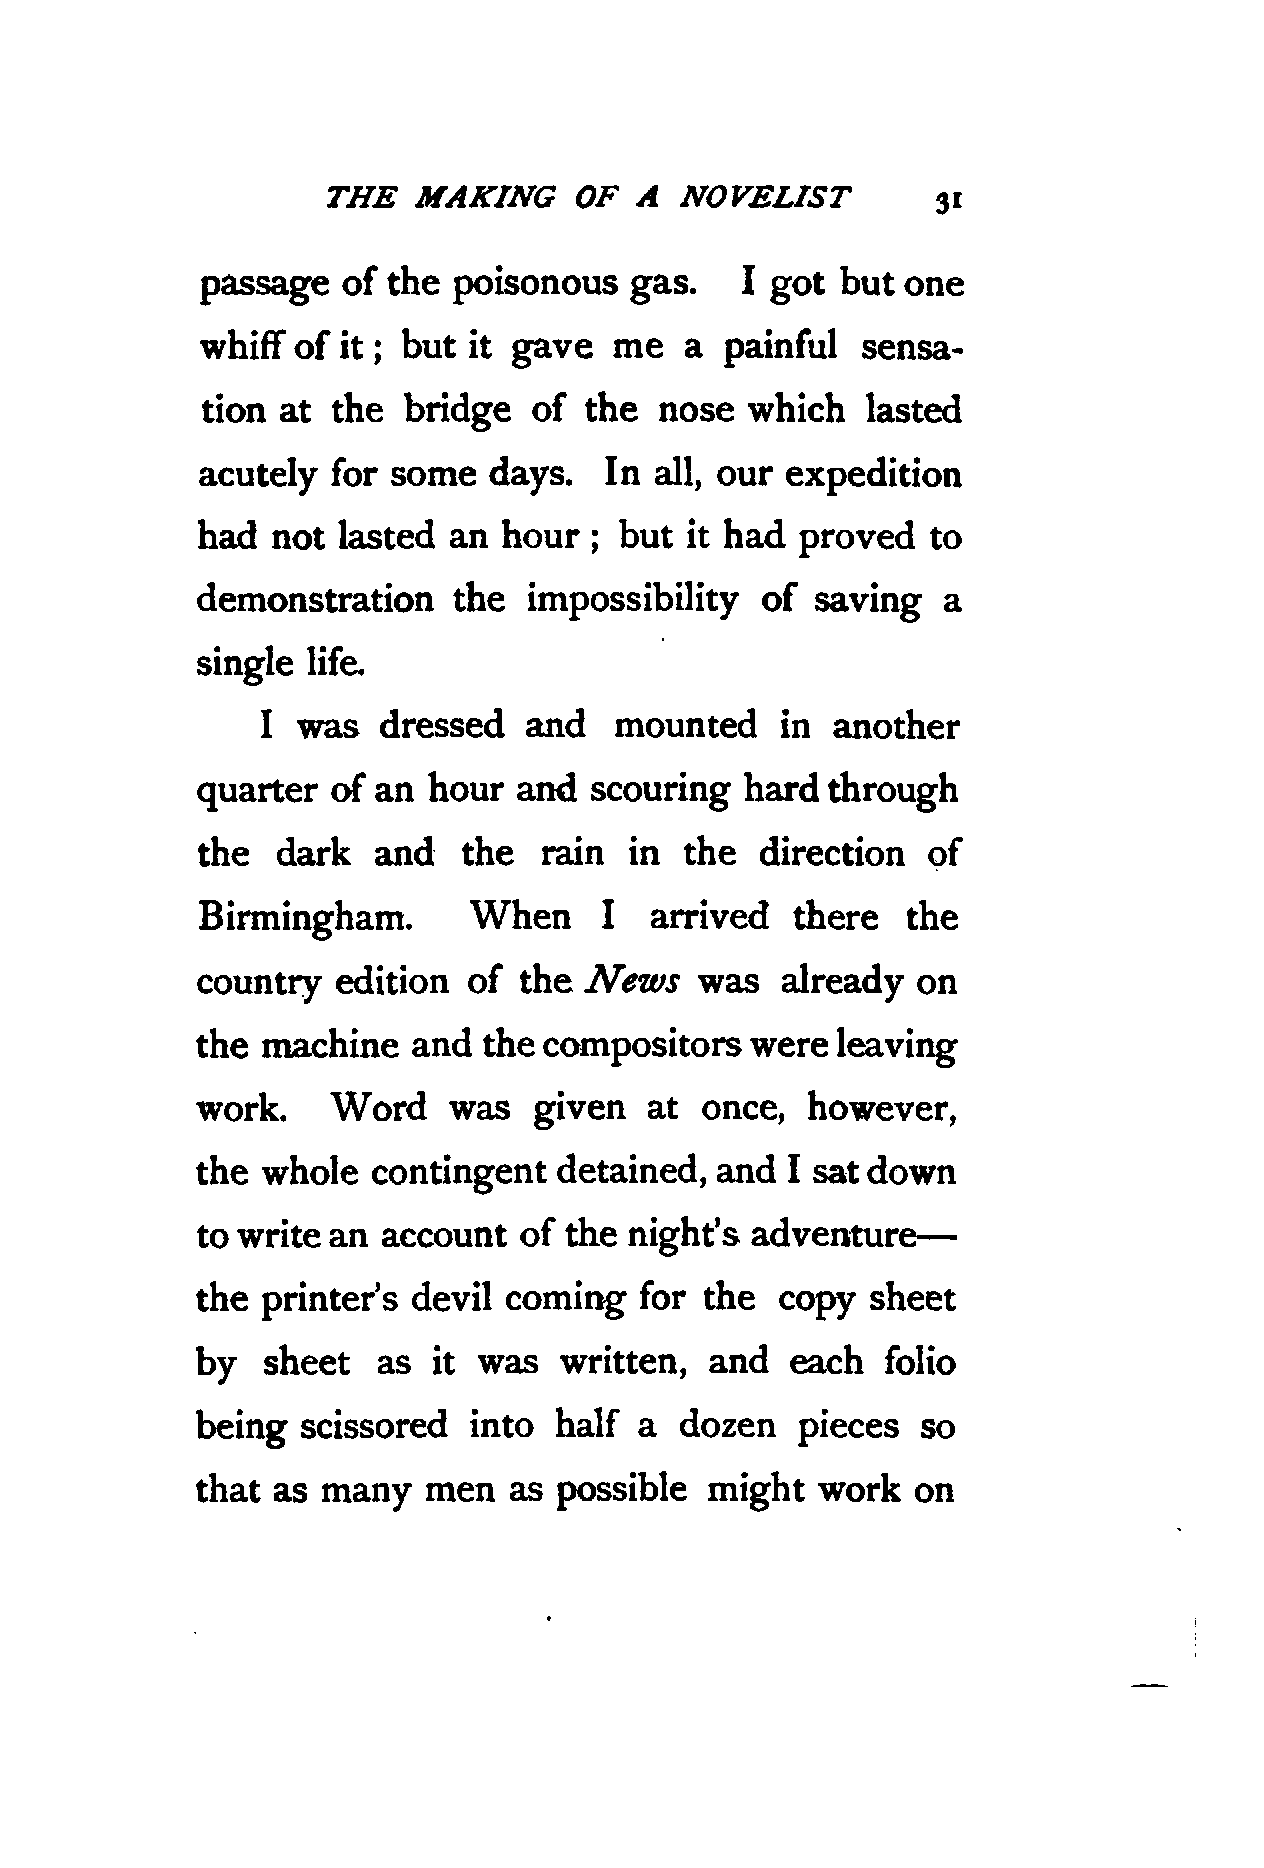 THE MAKING OF A NOVELIST 31
passage of the poisonous gas. I got but one
whiff of it ; but it gave me a painful sensa-
tion at the bridge of the nose which lasted
acutely for some days. In all, our expedition
had not lasted an hour ; but it had proved to
demonstration the impossibility of saving a
single life.
I was dressed and mounted in another
quarter of an hour and scouring hard through
the dark and the rain in the direction of
Birmingham. When I arrived there the
country edition of the News was already on
the machine and the compositors were leaving
work. Word was given at once, however,
the whole contingent detained, and I sat down
to write an account of the night's adventure—
the printer's devil coming for the copy sheet
by sheet as it was written, and each folio
being scissored into half a dozen pieces so
that as many men as possible might work on